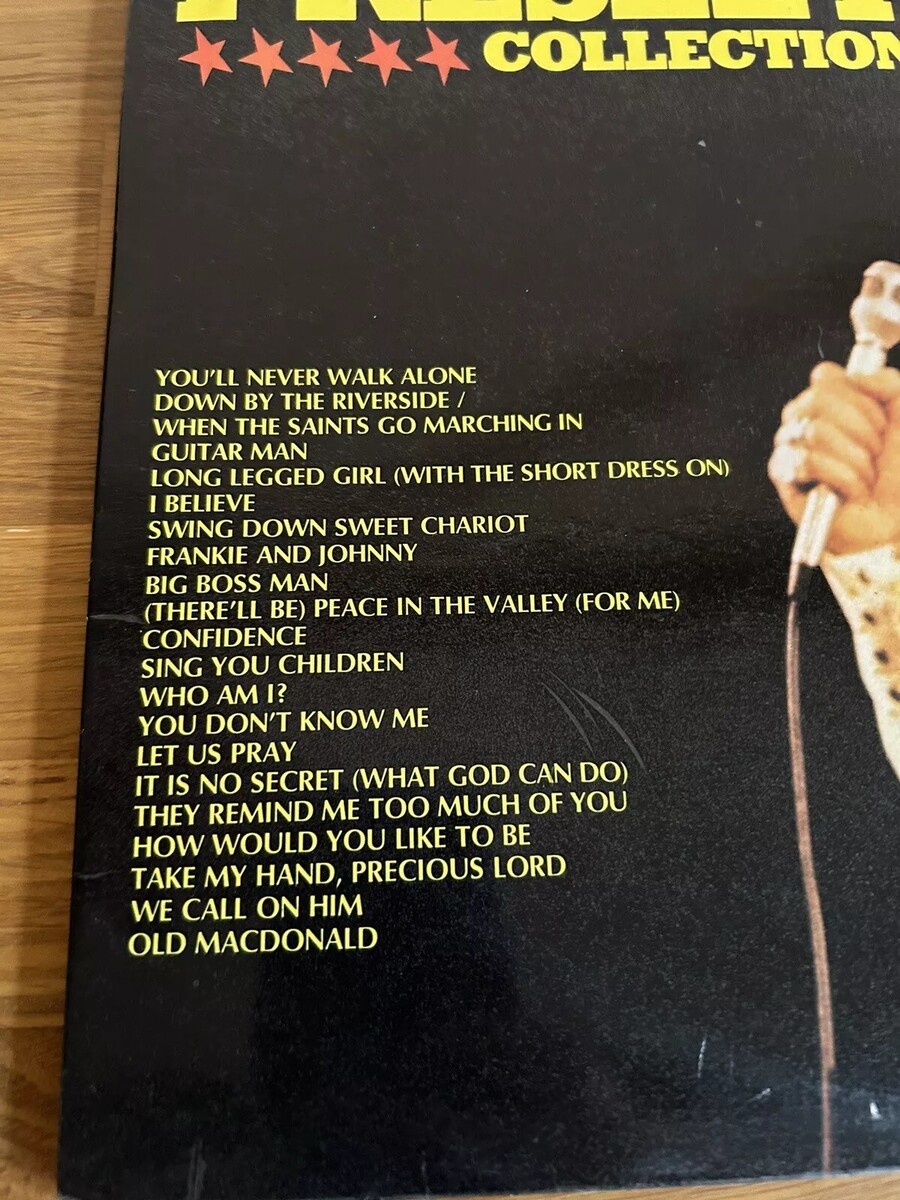 PRESLEY
COLLECTION
YOU'LL NEVER WALK ALONE
DOWN BY THE RIVERSIDE /
WHEN THE SAINTS GO MARCHING IN
GUITAR MAN
LONG LEGGED GIRL (WITH THE SHORT DRESS ON)
I BELIEVE
SWING DOWN SWEET CHARIOT
FRANKIE AND JOHNNY
BIG BOSS MAN
(THERE'LL BE) PEACE IN THE VALLEY (FOR ME)
CONFIDENCE
SING YOU CHILDREN
WHO AM I?
YOU DON'T KNOW ME
LET US PRAY
IT IS NO SECRET (WHAT GOD CAN DO)
THEY REMIND ME TOO MUCH OF YOU
HOW WOULD YOU LIKE TO BE
TAKE MY HAND, PRECIOUS LORD
WE CALL ON HIM
OLD MACDONALD